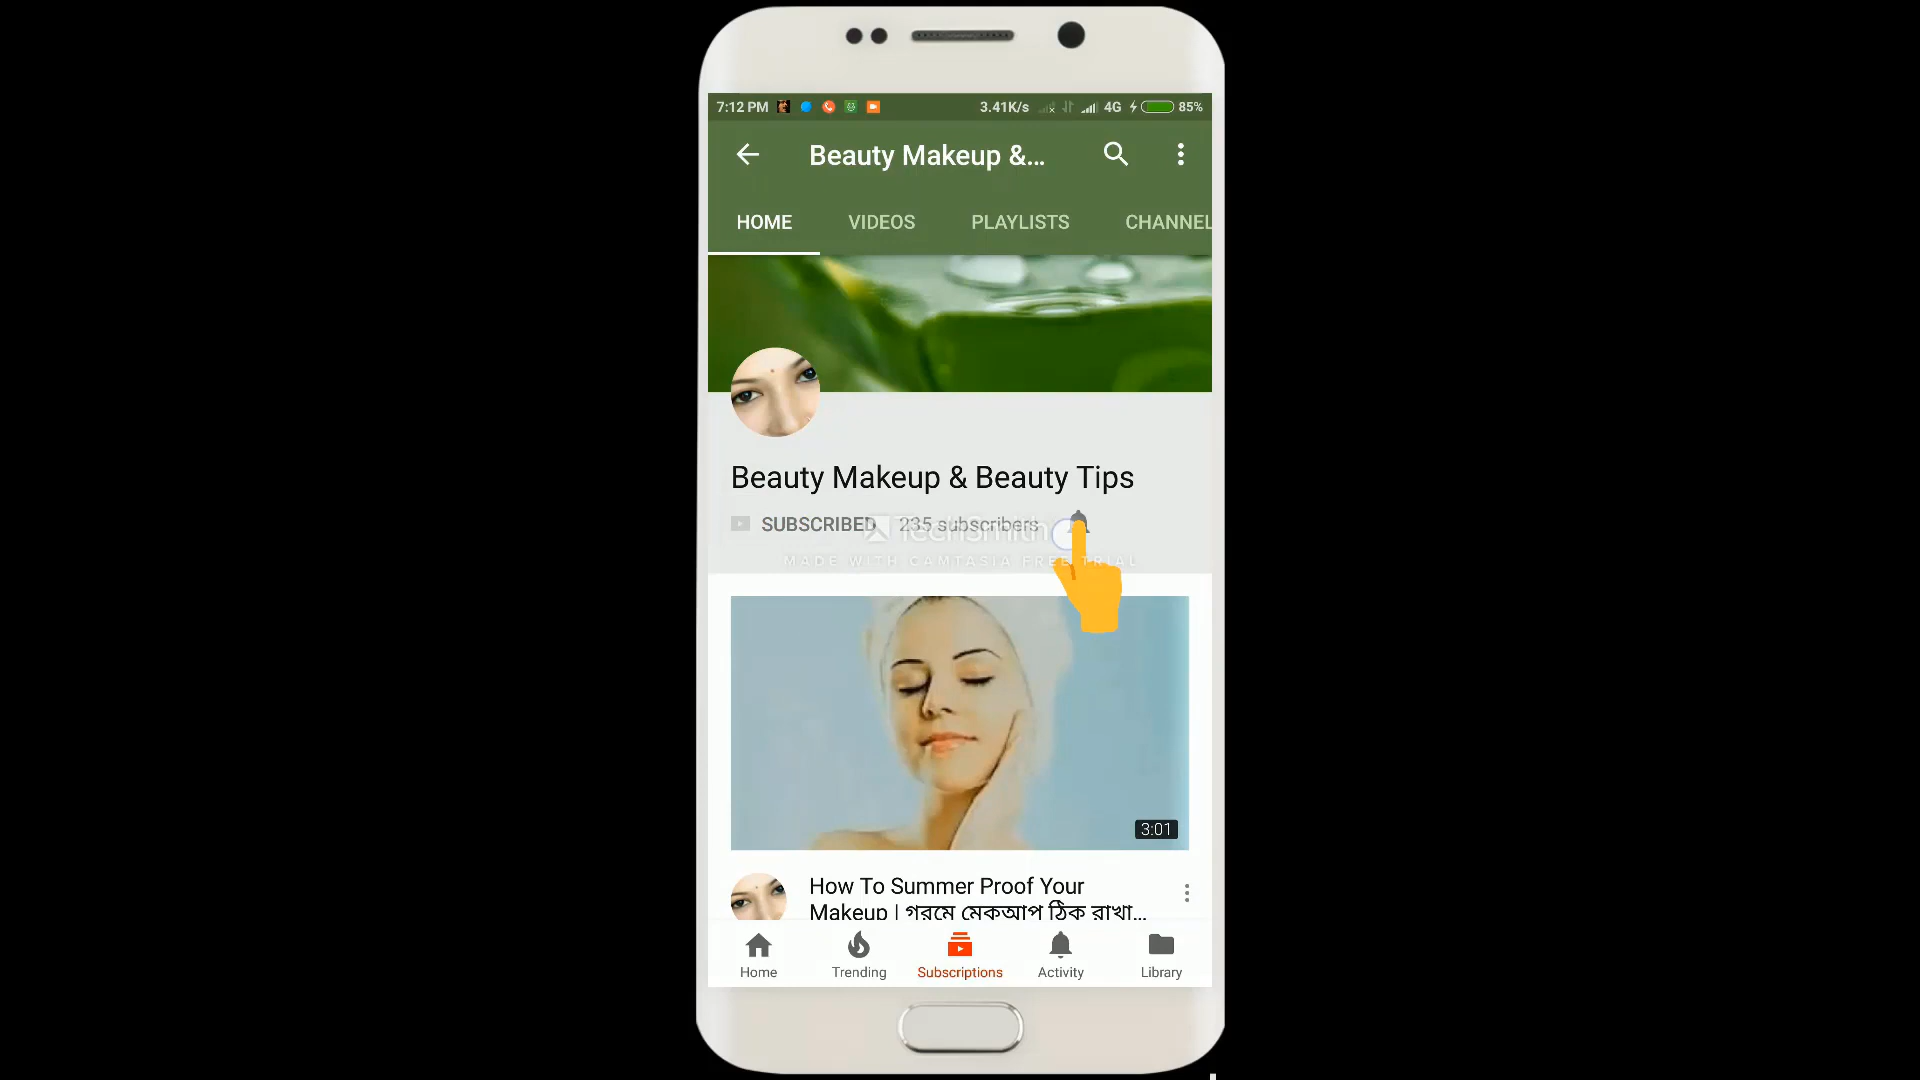 7:12 PM 3.41K/s 4G 85%
Beauty Makeup &...
HOME VIDEOS PLAYLISTS CHANNEL
Beauty Makeup & Beauty Tips
SUBSCRIBED 235 subscribers
TechSmith
MADE WITH CAMTASIA FREE TRIAL
3:01
How To Summer Proof Your
Makeup | গরমে মেকআপ ঠিক রাখা...
Home Trending Subscriptions Activity Library